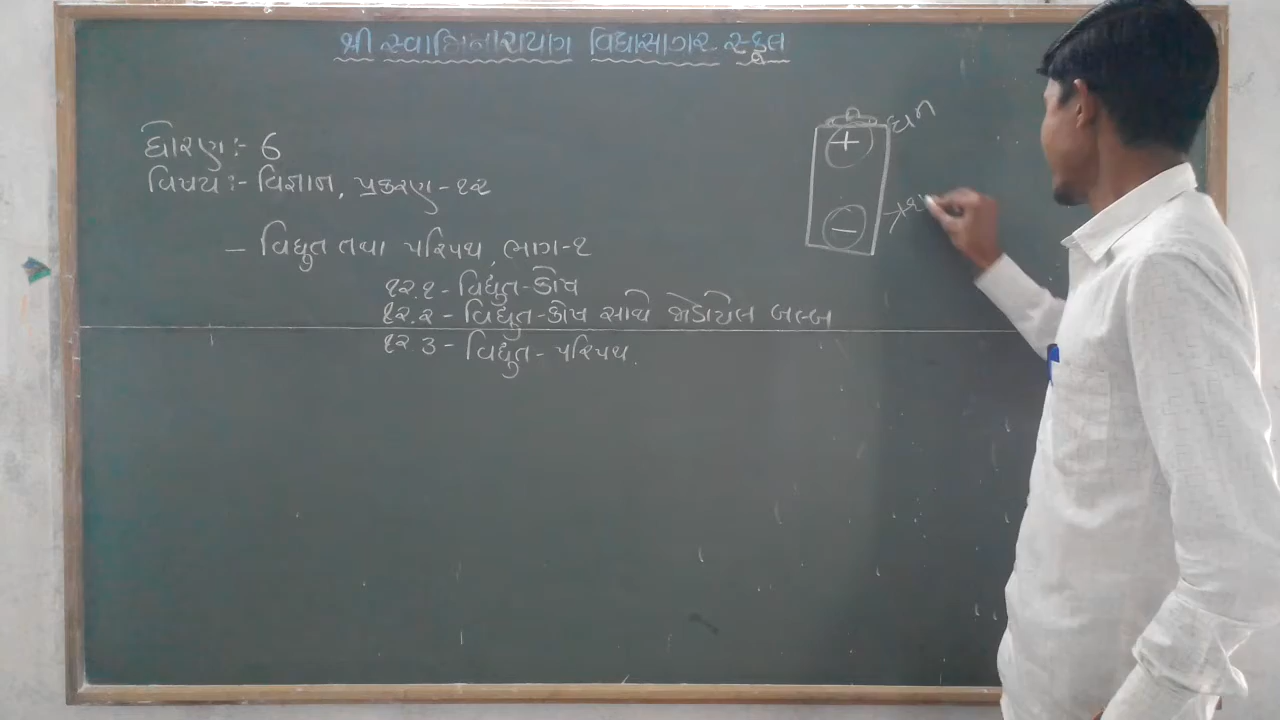 શ્રી સ્વામિનારાયણ વિદ્યાસાગર સ્કૂલ
ધોરણ:- 6
વિષય:- વિજ્ઞાન, પ્રકરણ-૧૨
- વિદ્યુત તથા પરિપથ, ભાગ-૧
૧૨.૧ - વિદ્યુત-કોષ
૧૨.૨ - વિદ્યુત-કોષ સાથે જોડાયેલ બલ્બ
૧૨ ૩ - વિદ્યુત - પરિપથ.
+ ધન
-